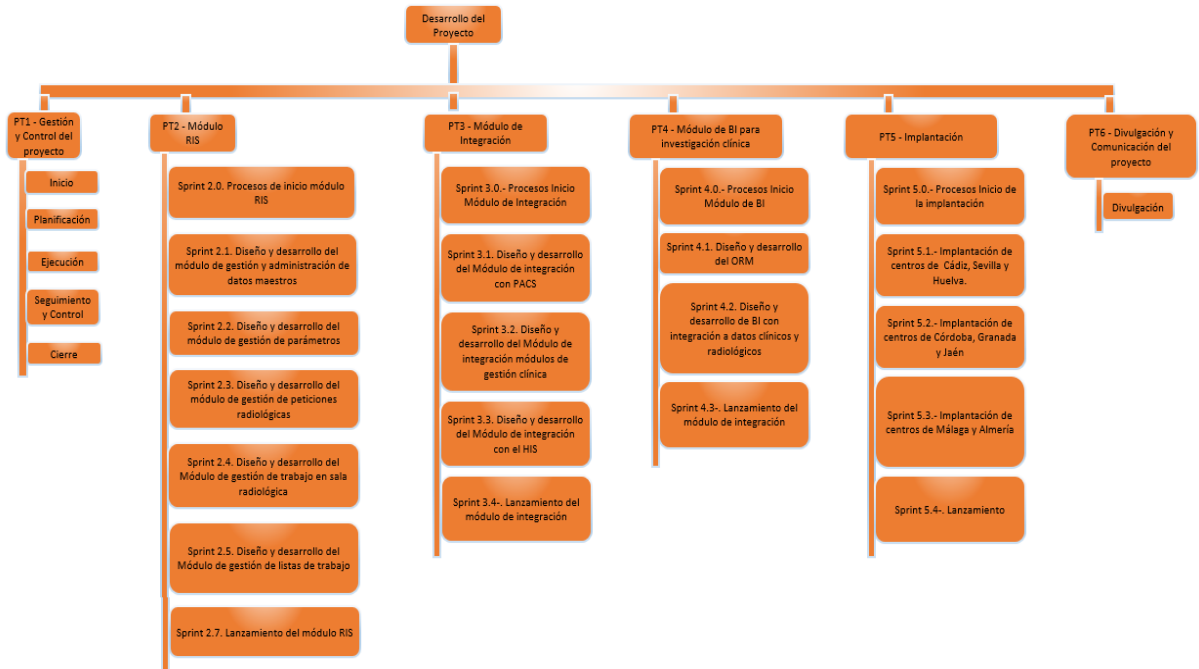 Desarrollo del
Proyecto
PT1 - Gestión
y Control del
proyecto
Inicio
Planificación
Ejecución
Seguimiento
y Control
Cierre
PT2 - Módulo
RIS
Sprint 2.0. Procesos de inicio módulo
RIS
Sprint 2.1. Diseño y desarrollo del
módulo de gestión y administración de
datos maestros
Sprint 2.2. Diseño y desarrollo del
módulo de gestión de parámetros
Sprint 2.3. Diseño y desarrollo del
módulo de gestión de peticiones
radiológicas
Sprint 2.4. Diseño y desarrollo del
Módulo de gestión de trabajo en sala
radiológica
Sprint 2.5. Diseño y desarrollo del
Módulo de gestión de listas de trabajo
Sprint 2.7. Lanzamiento del módulo RIS
PT3 - Módulo de
Integración
Sprint 3.0.- Procesos Inicio
Módulo de Integración
Sprint 3.1. Diseño y desarrollo
del Módulo de integración
con PACS
Sprint 3.2. Diseño y
desarrollo del Módulo de
integración módulos de
gestión clínica
Sprint 3.3. Diseño y desarrollo
del Módulo de integración
con el HIS
Sprint 3.4-. Lanzamiento del
módulo de integración
PT4 - Módulo de BI para
investigación clínica
Sprint 4.0.- Procesos Inicio
Módulo de BI
Sprint 4.1. Diseño y desarrollo
del ORM
Sprint 4.2. Diseño y
desarrollo de BI con
integración a datos clínicos y
radiológicos
Sprint 4.3-. Lanzamiento del
módulo de integración
PT5 - Implantación
Sprint 5.0.- Procesos Inicio de
la implantación
Sprint 5.1.- Implantación de
centros de Cádiz, Sevilla y
Huelva.
Sprint 5.2.- Implantación de
centros de Córdoba, Granada
y Jaén
Sprint 5.3.- Implantación de
centros de Málaga y Almería
Sprint 5.4-. Lanzamiento
PT6 - Divulgación y
Comunicación del
proyecto
Divulgación